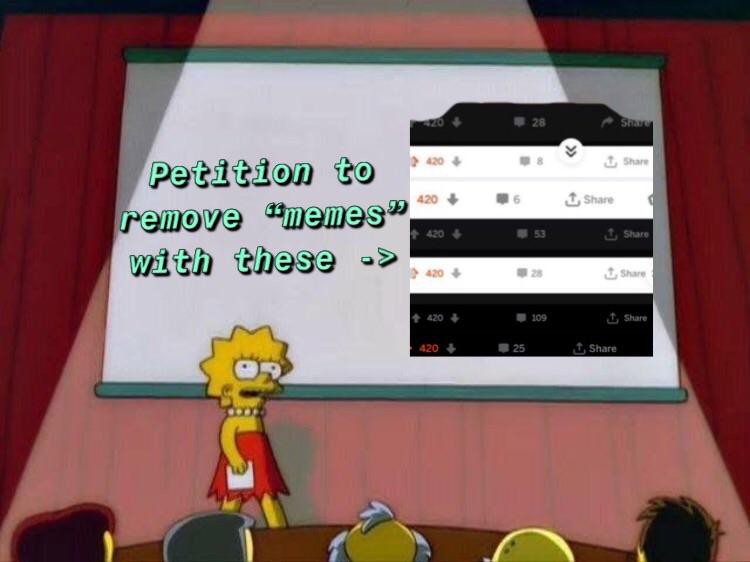 Petition to
remove “memes”
with these ->
420 28 Share
420 8 Share
420 6 Share
420 53 Share
420 28 Share
420 109 Share
420 25 Share